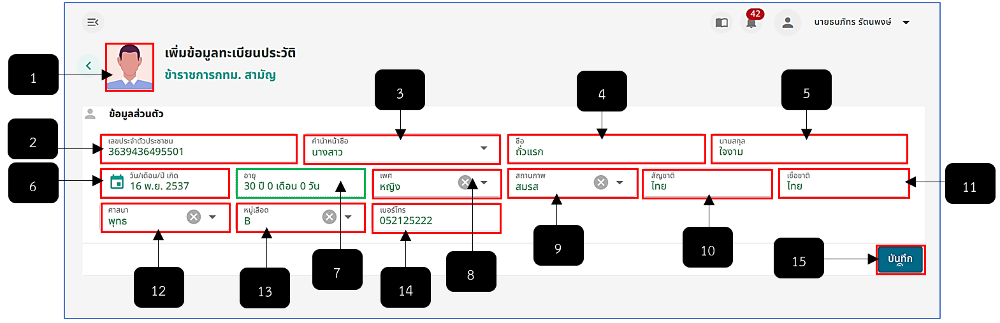 42
นายธนภัทร รัตนพงษ์
เพิ่มข้อมูลทะเบียนประวัติ
ข้าราชการกทม. สามัญ
1
3
4
5
ข้อมูลส่วนตัว
2
เลขประจำตัวประชาชน
3639436495501
คำนำหน้าชื่อ
นางสาว
ชื่อ
ถั่วแรก
นามสกุล
ใจงาม
6
วัน/เดือน/ปี เกิด
16 พ.ย. 2537
อายุ
30 ปี 0 เดือน 0 วัน
เพศ
หญิง
สถานภาพ
สมรส
สัญชาติ
ไทย
เชื้อชาติ
ไทย
11
ศาสนา
พุทธ
หมู่เลือด
B
เบอร์โทร
052125222
9
10
15
บันทึก
7
8
12
13
14